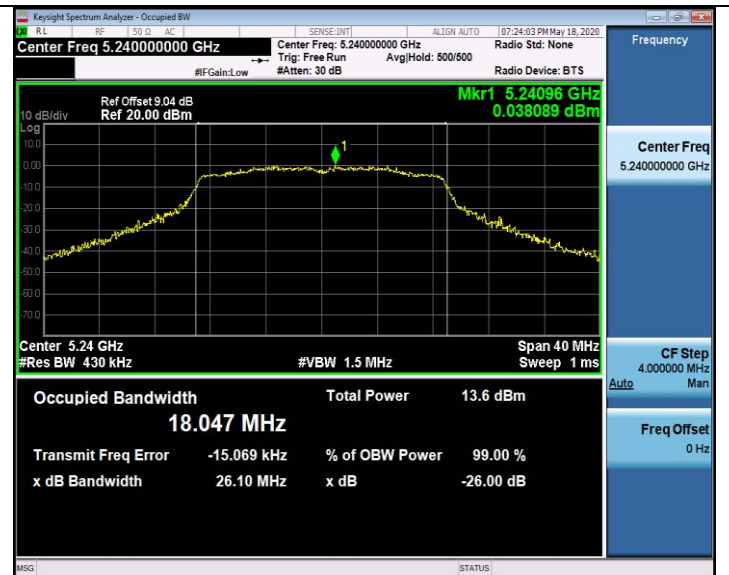 Keysight Spectrum Analyzer - Occupied BW
RL RF 50 Ω AC SENSE:INT ALIGN AUTO 07:24:03 PM May 18, 2020
Center Freq 5.240000000 GHz
Center Freq: 5.240000000 GHz
Radio Std: None
Trig: Free Run Avg|Hold: 500/500
#IFGain:Low
#Atten: 30 dB
Radio Device: BTS
Ref Offset 9.04 dB
Mkr1 5.24096 GHz
10 dB/div Ref 20.00 dBm
0.038089 dBm
Log
10.0
0.00
-10.0
-20.0
-30.0
-40.0
-50.0
-60.0
-70.0
1
Center 5.24 GHz
Span 40 MHz
#Res BW 430 kHz
#VBW 1.5 MHz
Sweep 1 ms
Occupied Bandwidth
Total Power 13.6 dBm
18.047 MHz
Transmit Freq Error -15.069 kHz
% of OBW Power 99.00 %
x dB Bandwidth 26.10 MHz
x dB -26.00 dB
MSG
STATUS
Frequency
Center Freq
5.240000000 GHz
CF Step
4.000000 MHz
Auto Man
Freq Offset
0 Hz